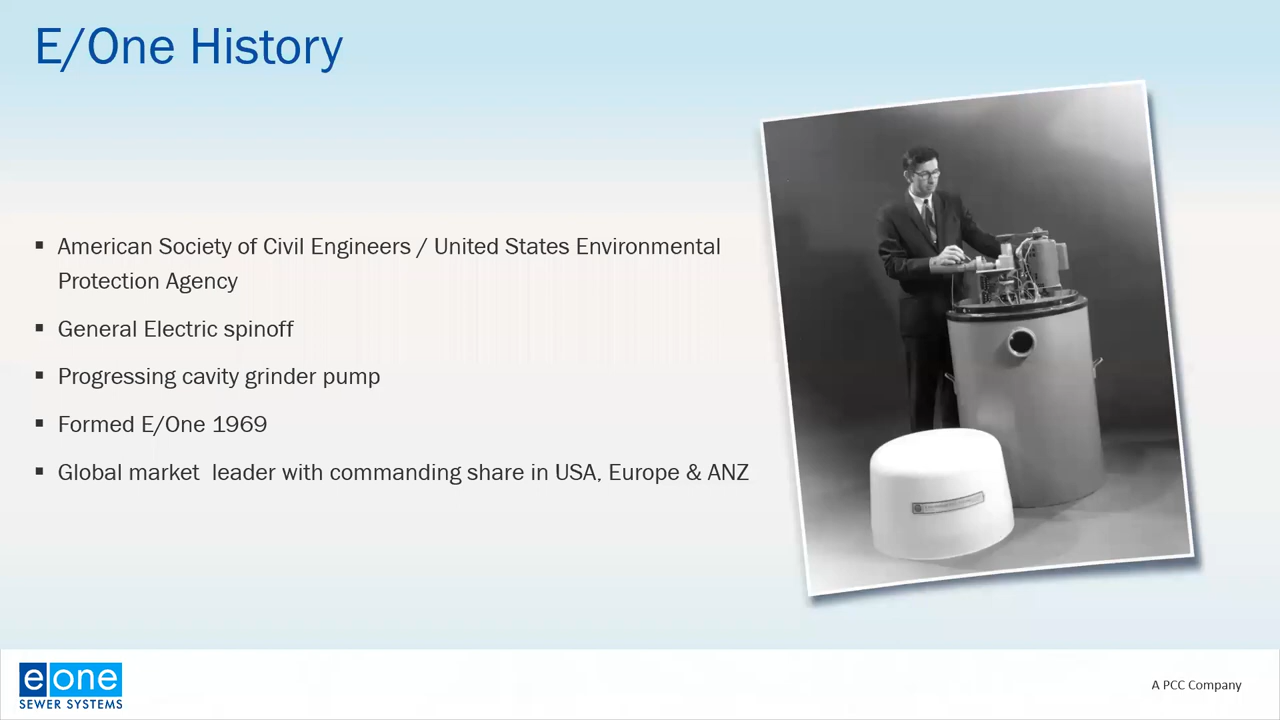 E/One History
▪ American Society of Civil Engineers / United States Environmental
Protection Agency
▪ General Electric spinoff
▪ Progressing cavity grinder pump
▪ Formed E/One 1969
▪ Global market  leader with commanding share in USA, Europe & ANZ
e one
SEWER SYSTEMS
A PCC Company